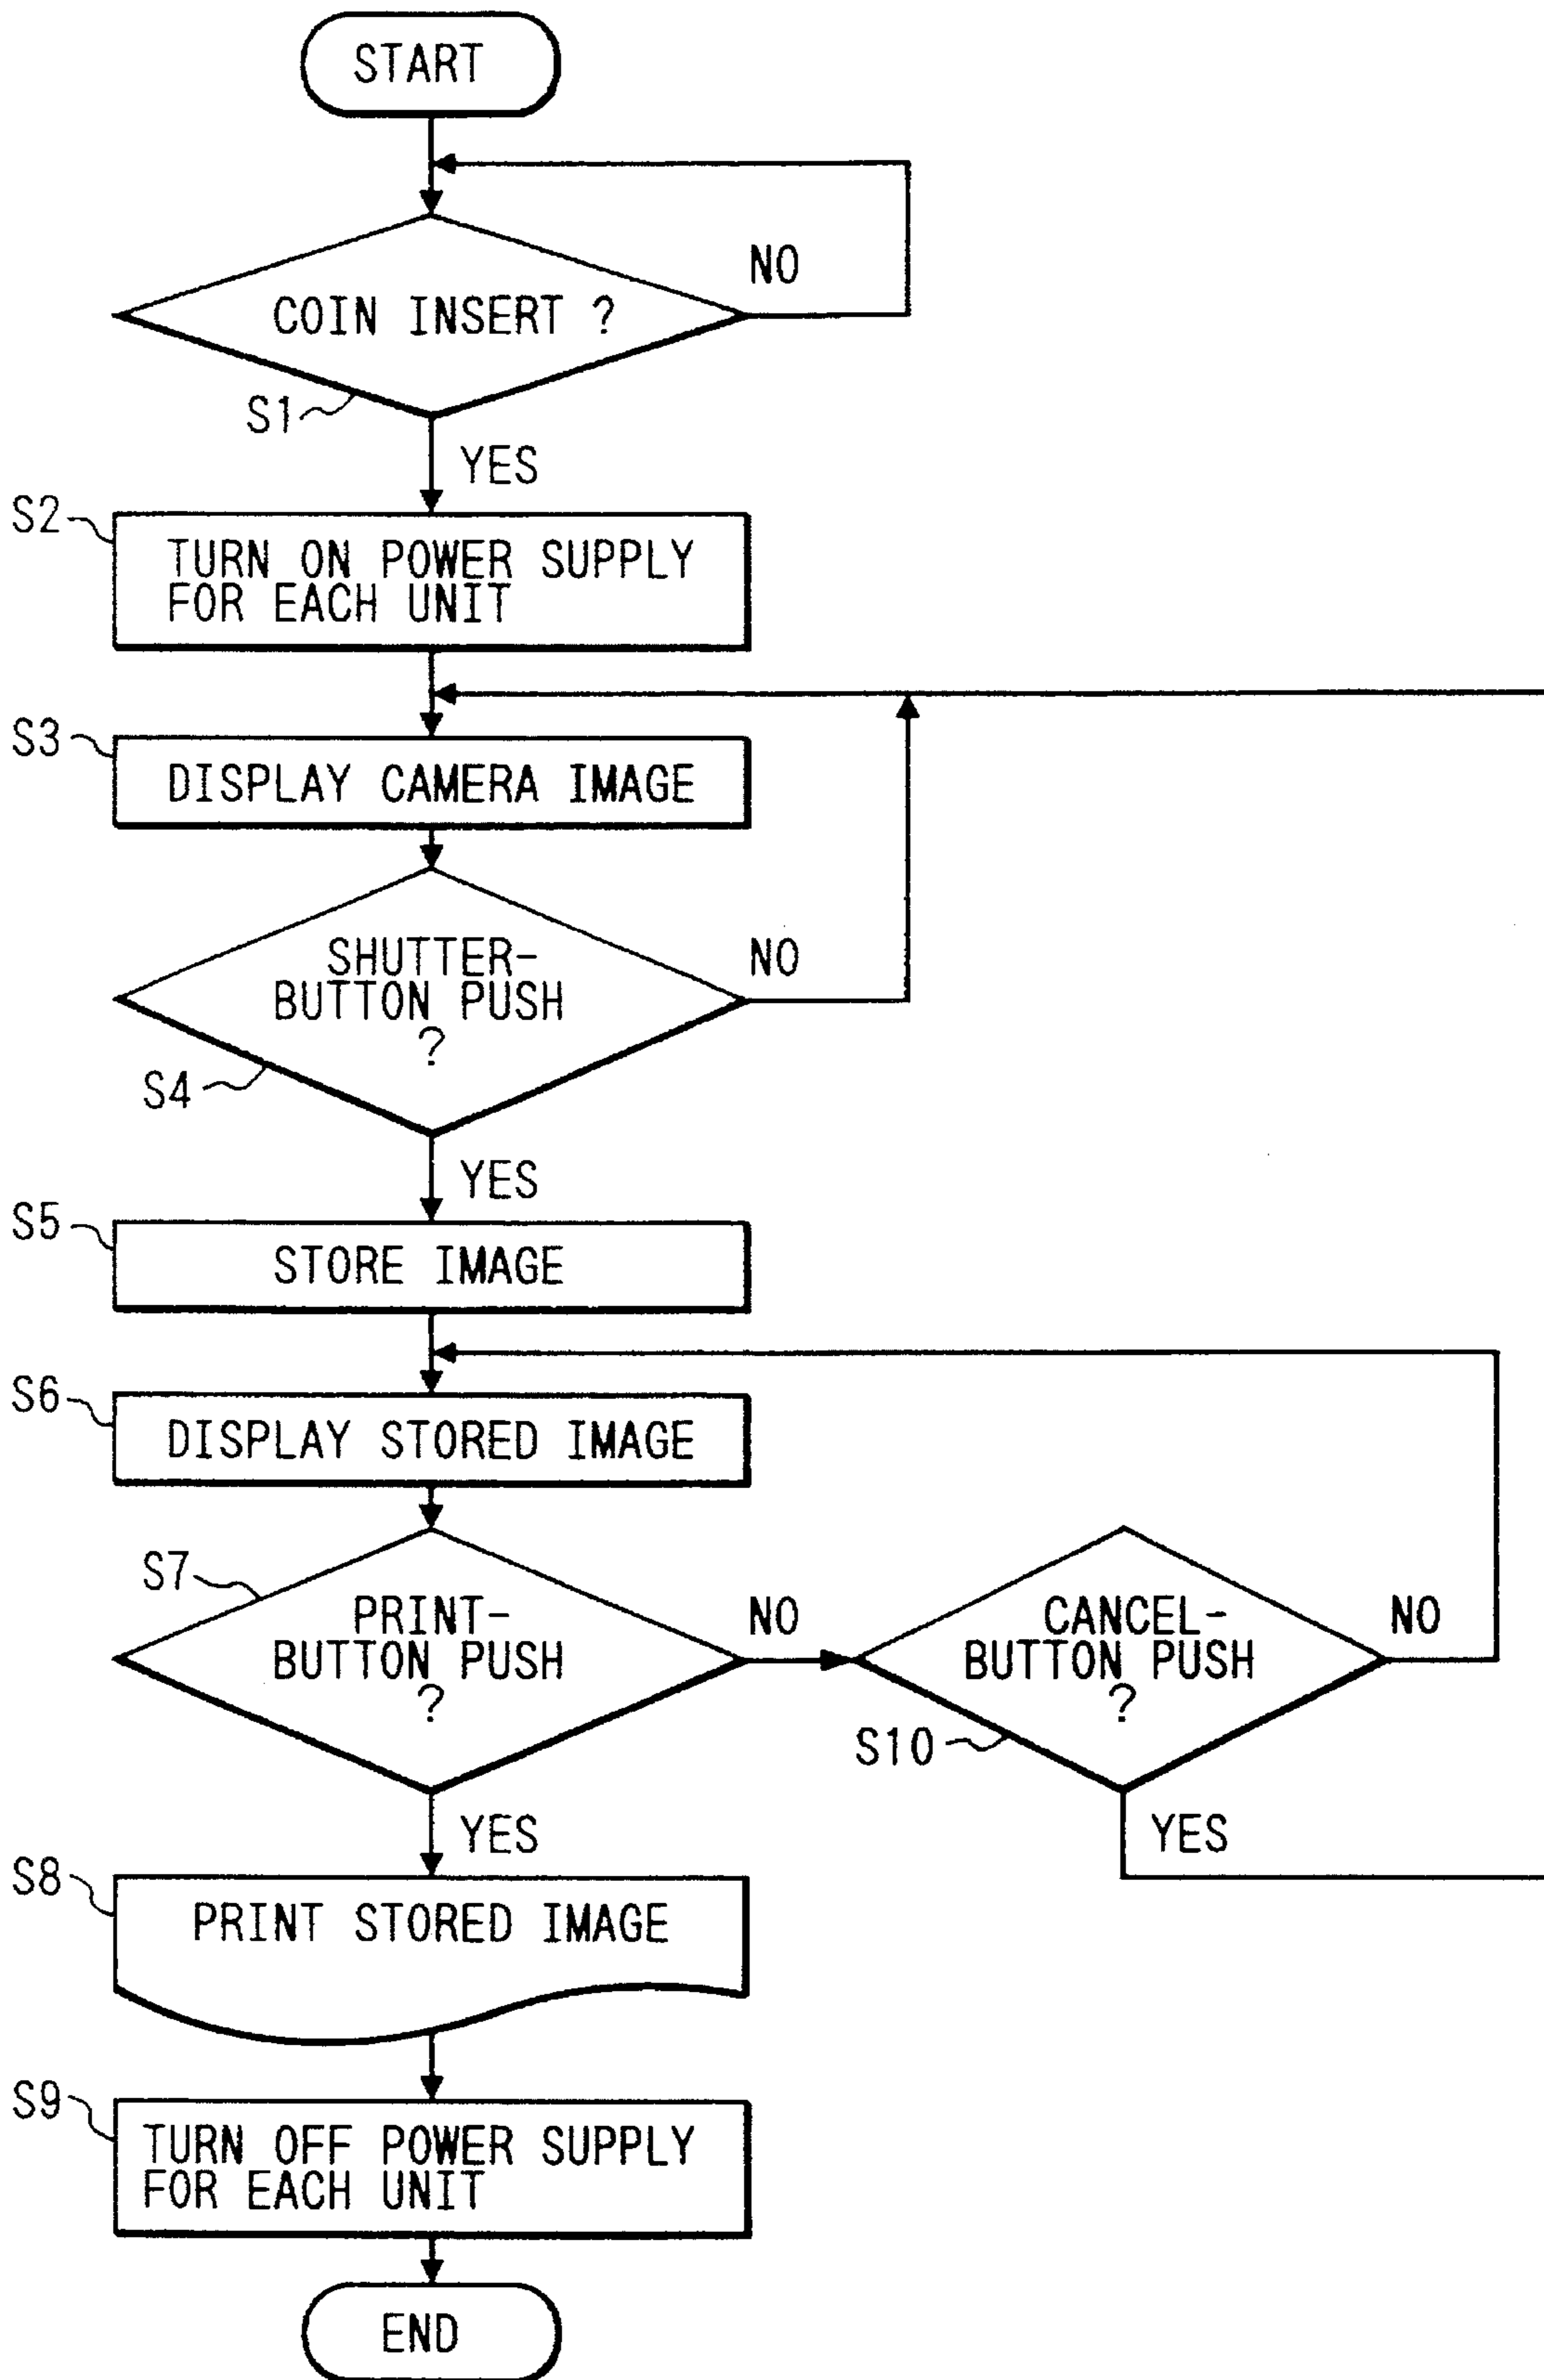 START
NO
COIN INSERT ?
S1
YES
S2
TURN ON POWER SUPPLY
FOR EACH UNIT
S3
DISPLAY CAMERA IMAGE
SHUTTER-
BUTTON PUSH
?
NO
S4
YES
S5
STORE IMAGE
S6
DISPLAY STORED IMAGE
S7
PRINT-
BUTTON PUSH
?
NO
CANCEL-
BUTTON PUSH
?
NO
S10
YES
YES
S8
PRINT STORED IMAGE
S9
TURN OFF POWER SUPPLY
FOR EACH UNIT
END